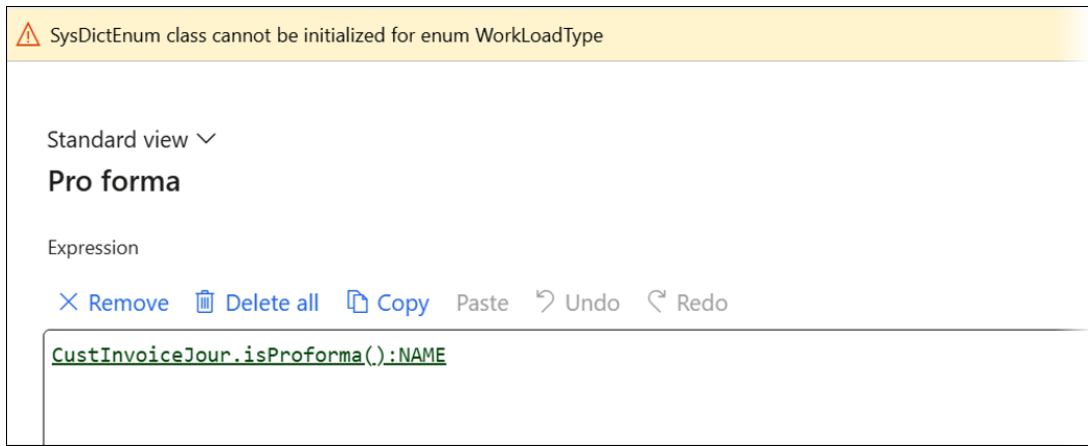 SysDictEnum class cannot be initialized for enum WorkLoadType
Standard view
Pro forma
Expression
Remove Delete all Copy Paste Undo Redo
CustInvoiceJour.isProforma():NAME